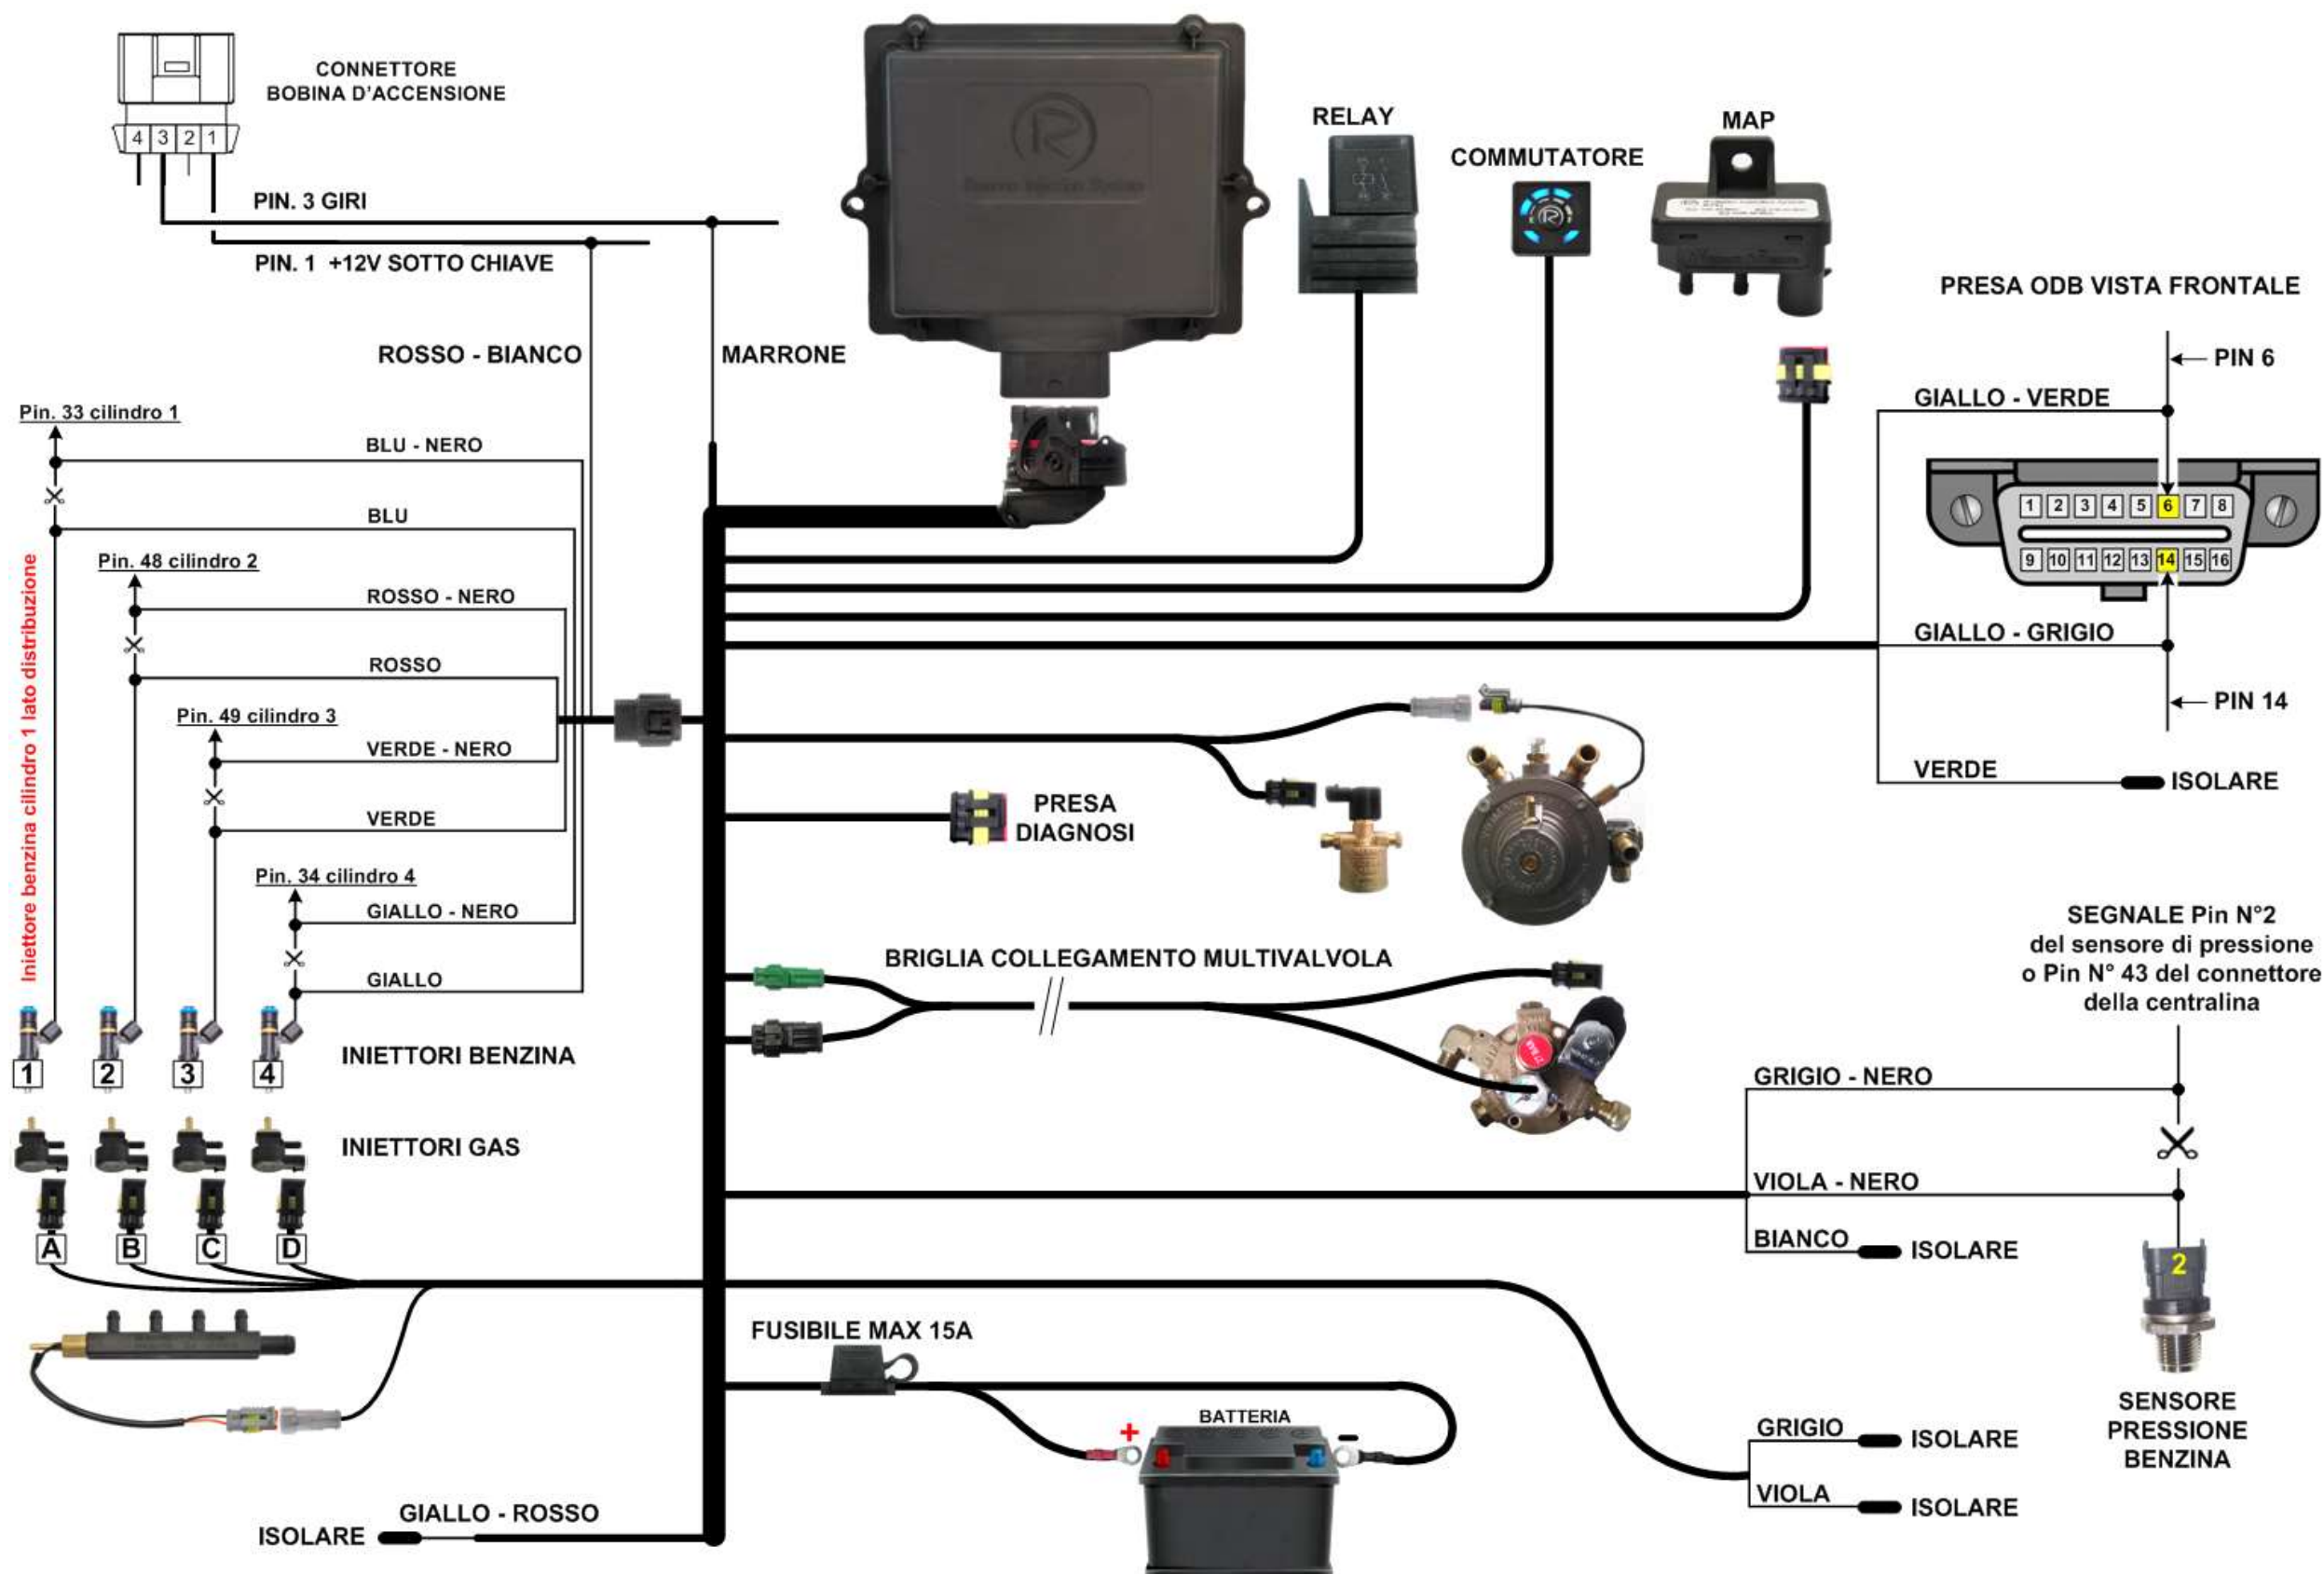 CONNETTORE
BOBINA D'ACCENSIONE
4 3 2 1
PIN. 3 GIRI
PIN. 1 +12V SOTTO CHIAVE
ROSSO - BIANCO
MARRONE
RELAY
COMMUTATORE
MAP
PRESA ODB VISTA FRONTALE
PIN 6
GIALLO - VERDE
1 2 3 4 5 6 7 8
9 10 11 12 13 14 15 16
GIALLO - GRIGIO
PIN 14
VERDE
ISOLARE
Pin. 33 cilindro 1
BLU - NERO
BLU
Pin. 48 cilindro 2
ROSSO - NERO
ROSSO
Pin. 49 cilindro 3
VERDE - NERO
VERDE
Pin. 34 cilindro 4
GIALLO - NERO
GIALLO
Iniettore benzina cilindro 1 lato distribuzione
1 2 3 4
INIETTORI BENZINA
INIETTORI GAS
A B C D
PRESA
DIAGNOSI
BRIGLIA COLLEGAMENTO MULTIVALVOLA
SEGNALE Pin N°2
del sensore di pressione
o Pin N° 43 del connettore
della centralina
GRIGIO - NERO
VIOLA - NERO
BIANCO
ISOLARE
2
SENSORE
PRESSIONE
BENZINA
FUSIBILE MAX 15A
BATTERIA
+ -
GRIGIO
ISOLARE
VIOLA
ISOLARE
GIALLO - ROSSO
ISOLARE